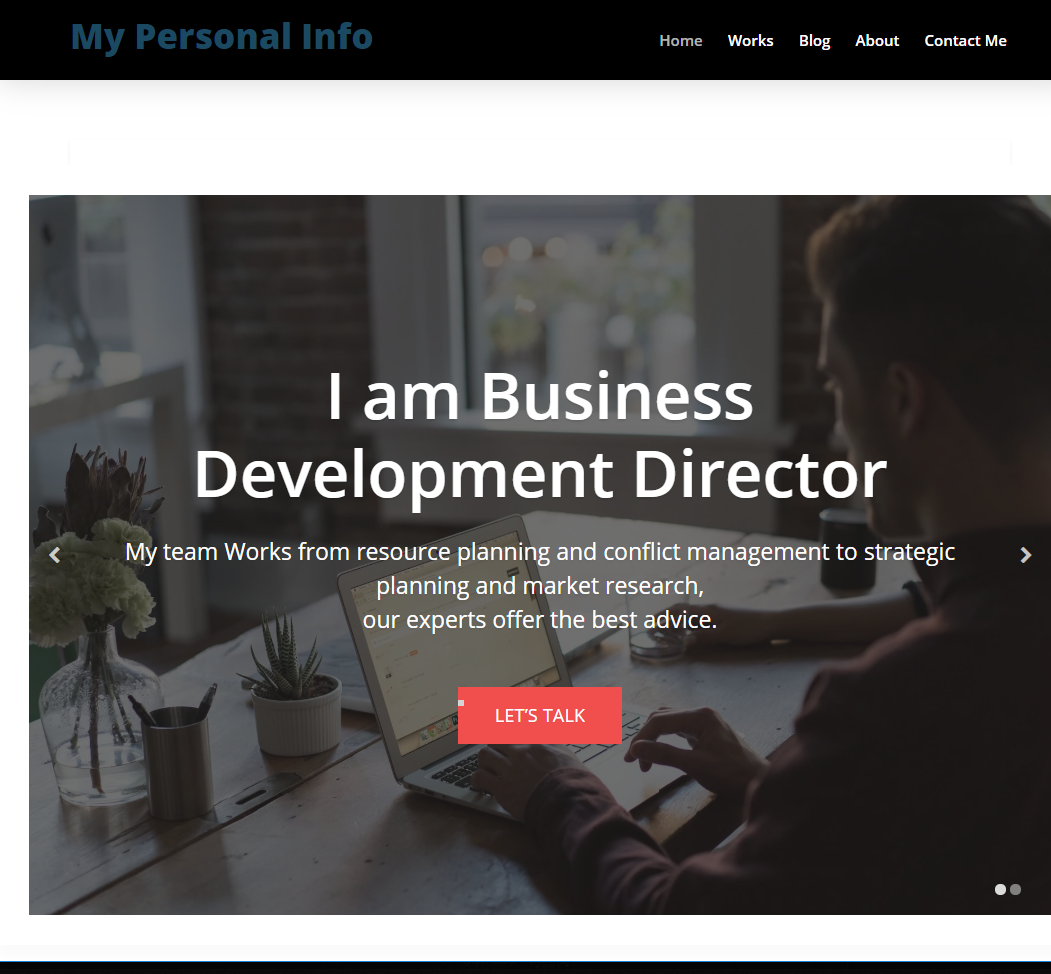 My Personal Info
Home Works Blog About Contact Me
I am Business
Development Director
My team Works from resource planning and conflict management to strategic
planning and market research,
our experts offer the best advice.
LET’S TALK